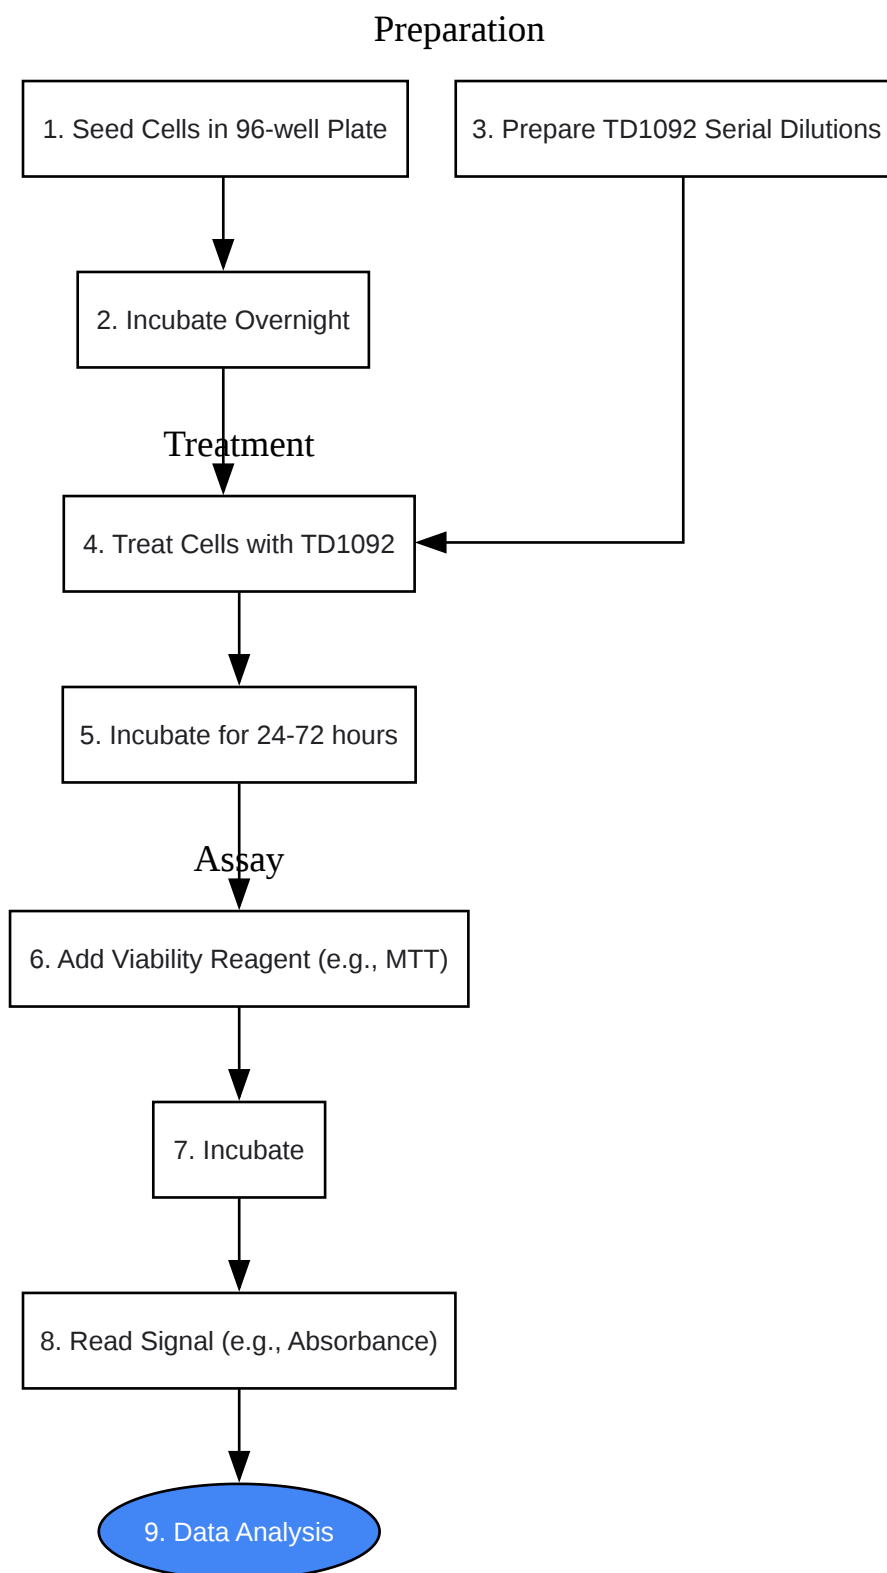 Preparation
1. Seed Cells in 96-well Plate
3. Prepare TD1092 Serial Dilutions
2. Incubate Overnight
Treatment
4. Treat Cells with TD1092
5. Incubate for 24-72 hours
Assay
6. Add Viability Reagent (e.g., MTT)
7. Incubate
8. Read Signal (e.g., Absorbance)
9. Data Analysis